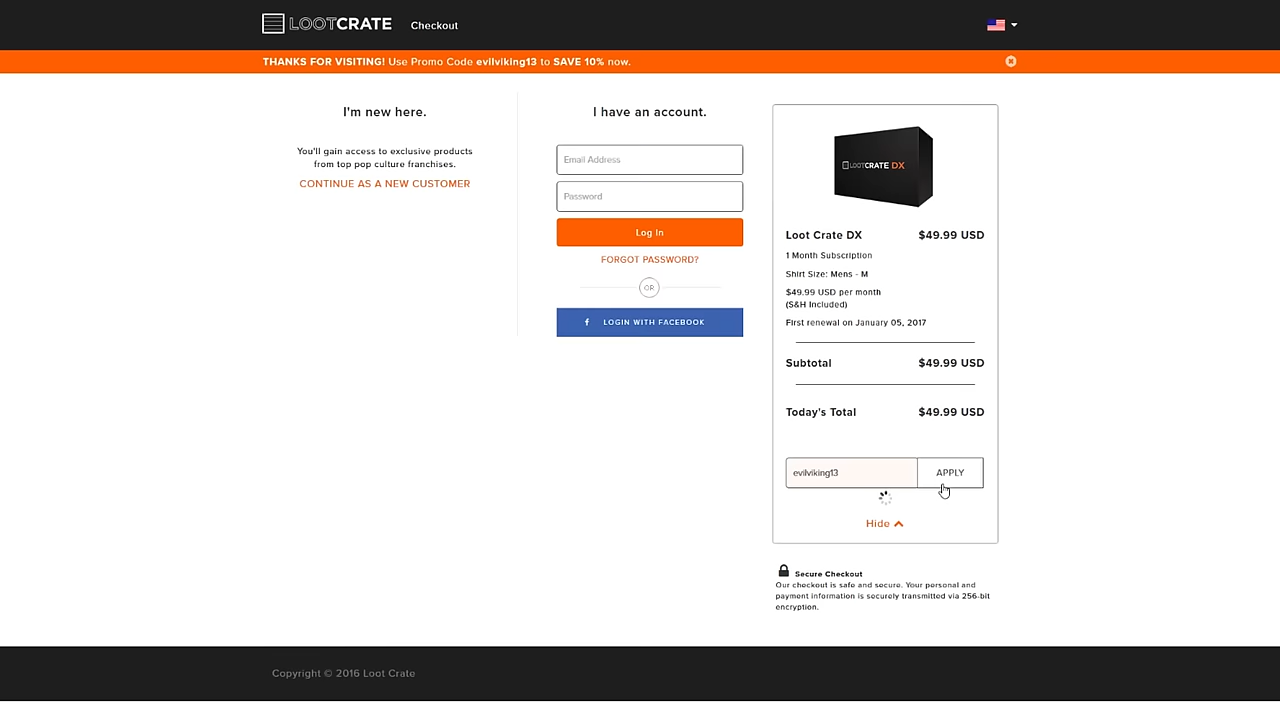 LOOTCRATE Checkout
THANKS FOR VISITING! Use Promo Code evilviking13 to SAVE 10% now.
I'm new here.
You'll gain access to exclusive products
from top pop culture franchises.
CONTINUE AS A NEW CUSTOMER
I have an account.
Email Address
Password
Log In
FORGOT PASSWORD?
OR
LOGIN WITH FACEBOOK
LOOTCRATE DX
Loot Crate DX $49.99 USD
1 Month Subscription
Shirt Size: Mens - M
$49.99 USD per month
(S&H Included)
First renewal on January 05, 2017
Subtotal $49.99 USD
Today's Total $49.99 USD
evilviking13 APPLY
Hide
Secure Checkout
Our checkout is safe and secure. Your personal and
payment information is securely transmitted via 256-bit
encryption.
Copyright © 2016 Loot Crate